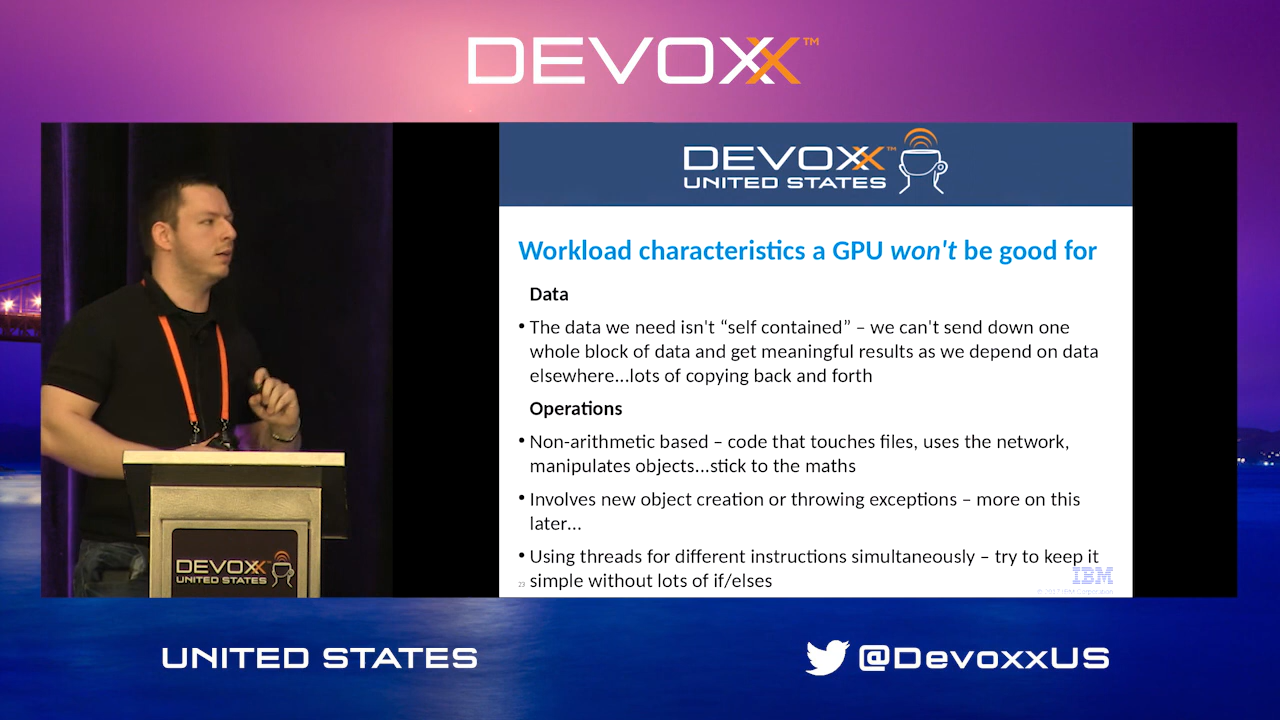 DEVOXX™
DEVOXX™
UNITED STATES
Workload characteristics a GPU won't be good for
Data
• The data we need isn't “self contained” – we can't send down one
whole block of data and get meaningful results as we depend on data
elsewhere...lots of copying back and forth
Operations
• Non-arithmetic based – code that touches files, uses the network,
manipulates objects...stick to the maths
• Involves new object creation or throwing exceptions – more on this
later...
• Using threads for different instructions simultaneously – try to keep it
simple without lots of if/elses
23
IBM
DEVOXX™
UNITED STATES
UNITED STATES
@DevoxxUS